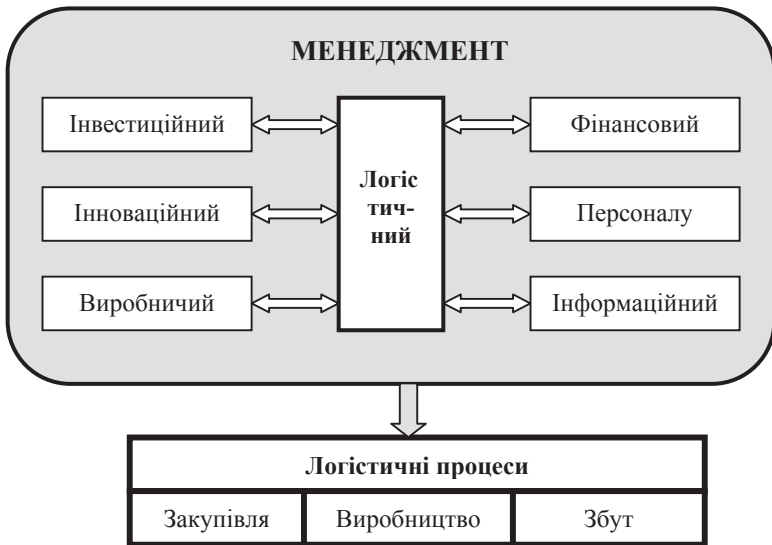 МЕНЕДЖМЕНТ
Інвестиційний
Інноваційний
Виробничий
Логіс
тич-
ний
Фінансовий
Персоналу
Інформаційний
Логістичні процеси
Закупівля Виробництво Збут